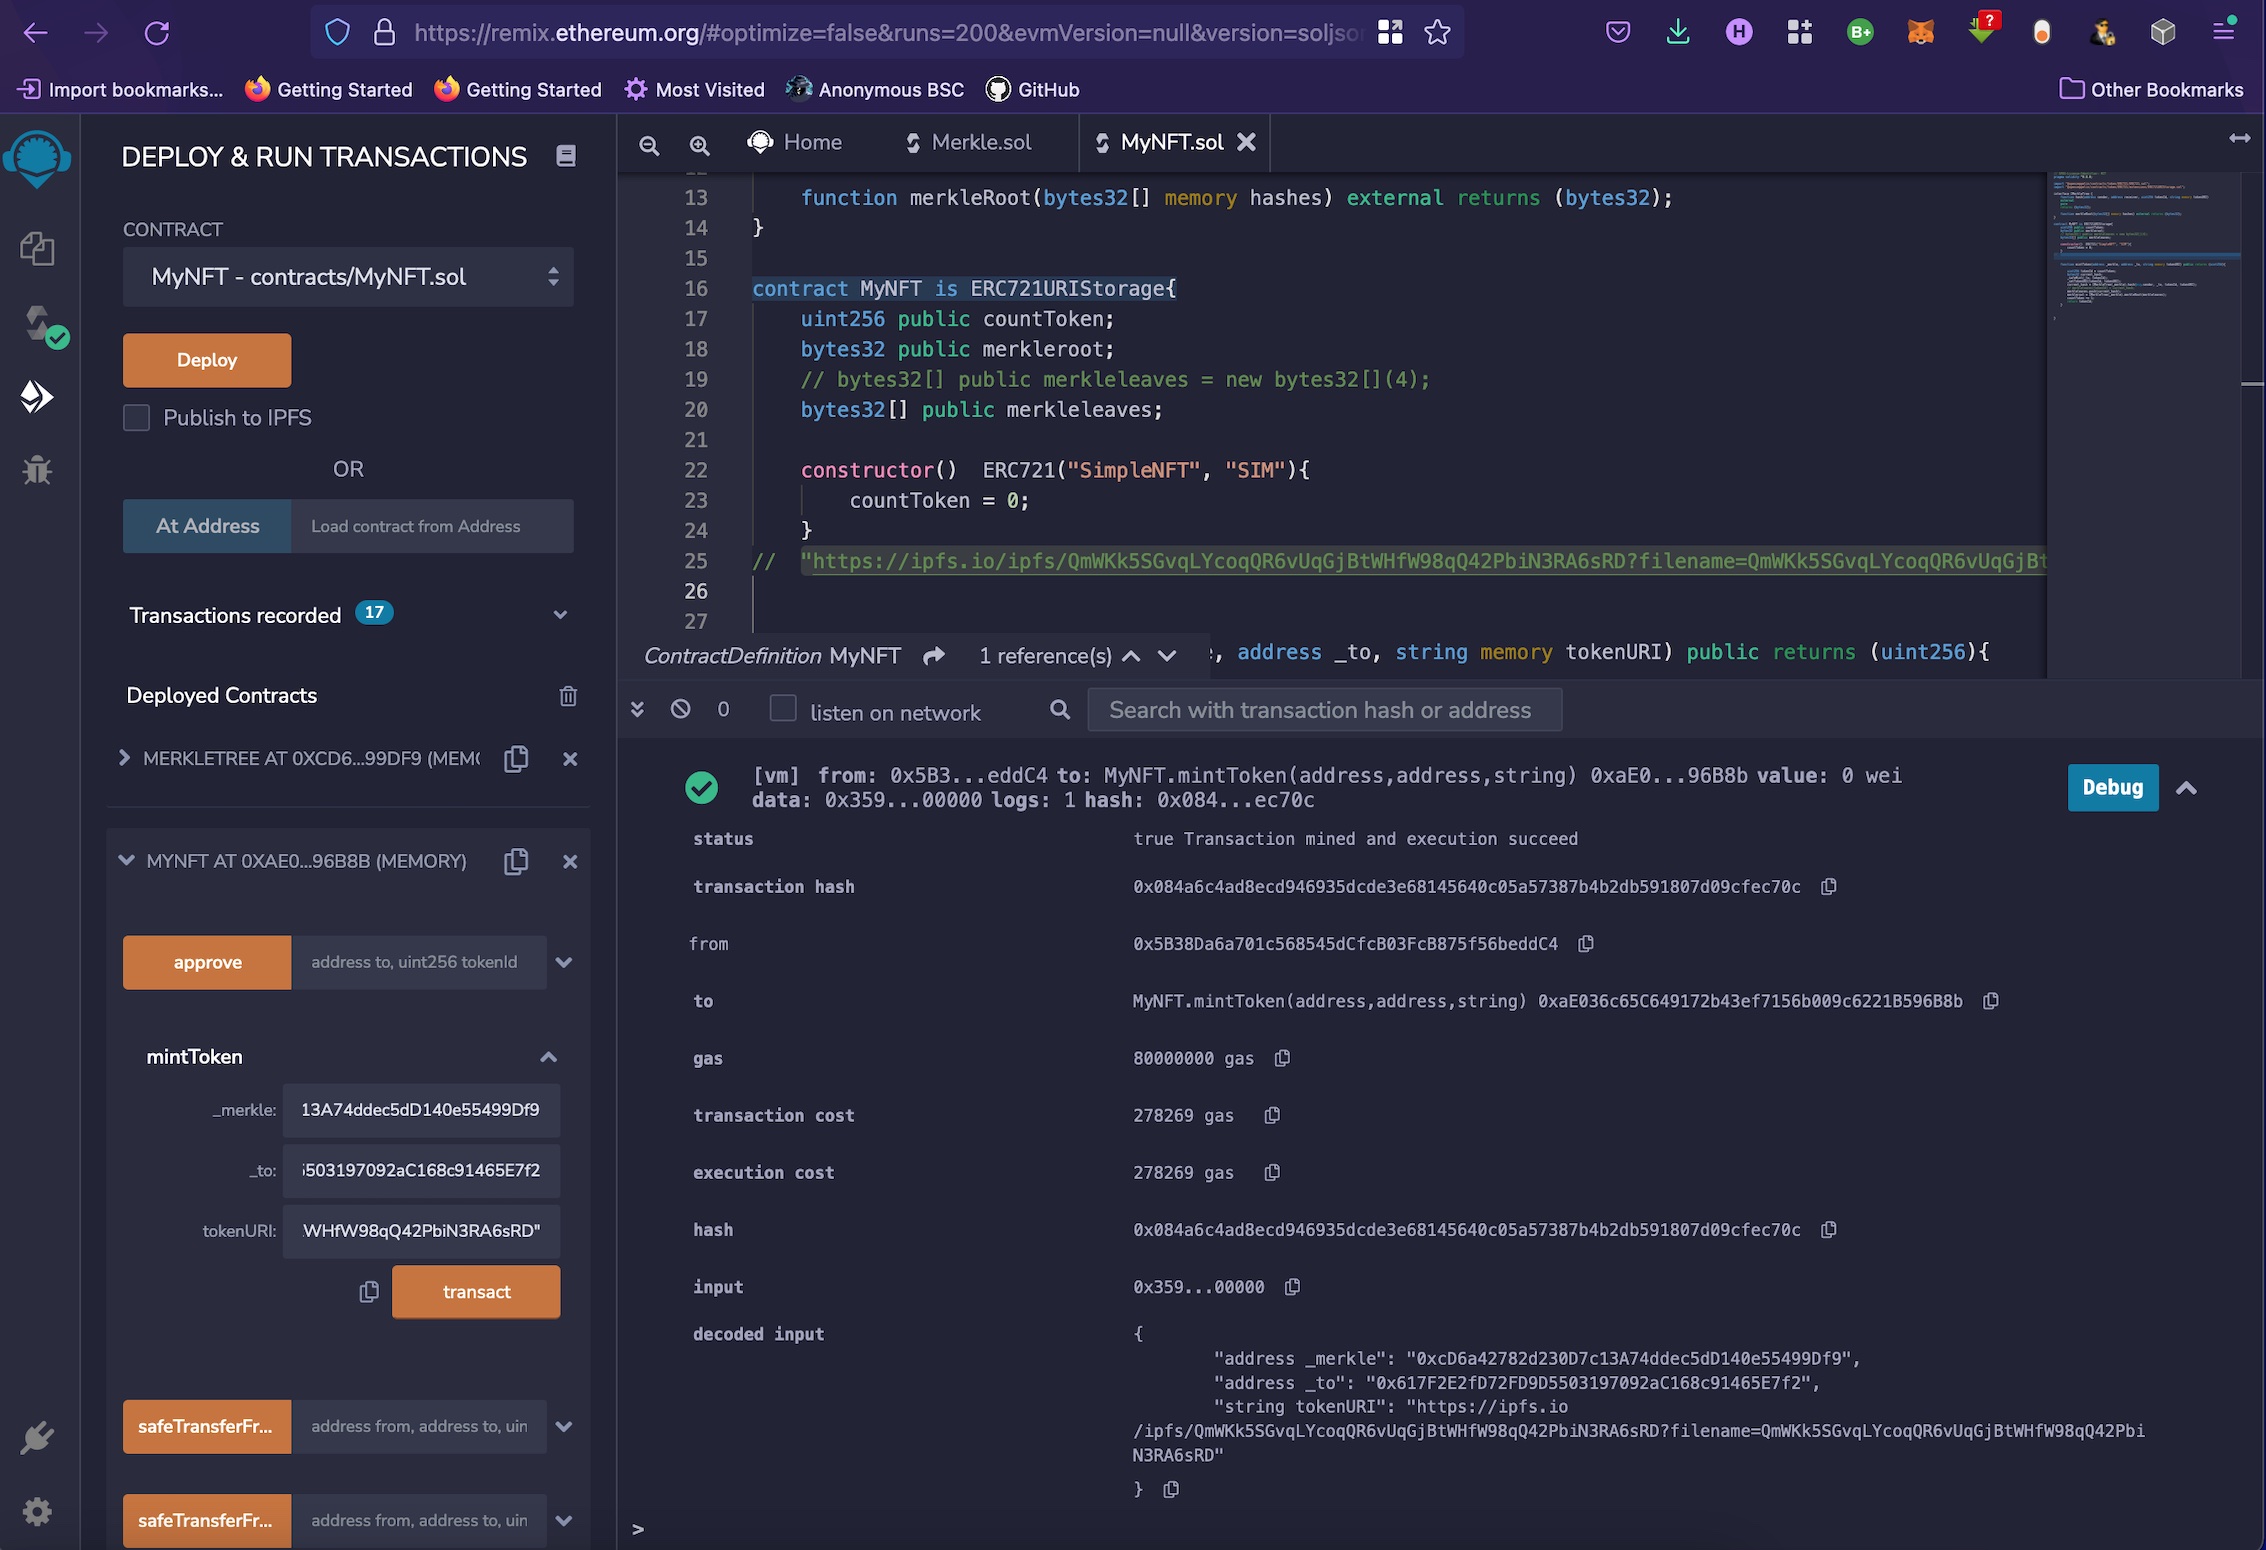 https://remix.ethereum.org/#optimize=false&runs=200&evmVersion=null&version=soljso
H
B+
?
Import bookmarks...
Getting Started
Getting Started
Most Visited
Anonymous BSC
GitHub
Other Bookmarks
DEPLOY & RUN TRANSACTIONS
CONTRACT
MyNFT - contracts/MyNFT.sol
Deploy
Publish to IPFS
OR
At Address
Load contract from Address
Transactions recorded 17
Deployed Contracts
MERKLETREE AT 0XCD6...99DF9 (MEM
MYNFT AT 0XAE0...96B8B (MEMORY)
approve
address to, uint256 tokenId
mintToken
_merkle: 13A74ddec5dD140e55499Df9
_to: 503197092aC168c91465E7f2
tokenURI: WHfW98qQ42PbiN3RA6sRD"
transact
safeTransferFr... address from, address to, uin
safeTransferFr... address from, address to, uin
Home
Merkle.sol
MyNFT.sol
13 function merkleRoot(bytes32[] memory hashes) external returns (bytes32);
14 }
15
16 contract MyNFT is ERC721URIStorage{
17 uint256 public countToken;
18 bytes32 public merkleroot;
19 // bytes32[] public merkleleaves = new bytes32[](4);
20 bytes32[] public merkleleaves;
21
22 constructor()  ERC721("SimpleNFT", "SIM"){
23 countToken = 0;
24 }
25 //  "https://ipfs.io/ipfs/QmWKk5SGvqLYcoqQR6vUqGjBtWHfW98qQ42PbiN3RA6sRD?filename=QmWKk5SGvqLYcoqQR6vUqGjBt
26
27
ContractDefinition MyNFT 1 reference(s)
, address _to, string memory tokenURI) public returns (uint256){
0
listen on network
Search with transaction hash or address
[vm] from: 0x5B3...eddC4 to: MyNFT.mintToken(address,address,string) 0xaE0...96B8b value: 0 wei
data: 0x359...00000 logs: 1 hash: 0x084...ec70c
Debug
status true Transaction mined and execution succeed
transaction hash 0x084a6c4ad8ecd946935dcde3e68145640c05a57387b4b2db591807d09cfec70c
from 0x5B38Da6a701c568545dCfcB03FcB875f56beddC4
to MyNFT.mintToken(address,address,string) 0xaE036c65C649172b43ef7156b009c6221B596B8b
gas 80000000 gas
transaction cost 278269 gas
execution cost 278269 gas
hash 0x084a6c4ad8ecd946935dcde3e68145640c05a57387b4b2db591807d09cfec70c
input 0x359...00000
decoded input {
"address _merkle": "0xcD6a42782d230D7c13A74ddec5dD140e55499Df9",
"address _to": "0x617F2E2fD72FD9D5503197092aC168c91465E7f2",
"string tokenURI": "https://ipfs.io
/ipfs/QmWKk5SGvqLYcoqQR6vUqGjBtWHfW98qQ42PbiN3RA6sRD?filename=QmWKk5SGvqLYcoqQR6vUqGjBtWHfW98qQ42Pbi
N3RA6sRD"
}
>